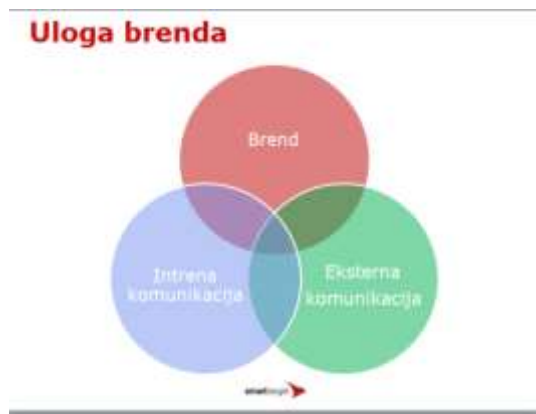 Uloga brenda
Brend
Intrena
komunikacija
Eksterna
komunikacija